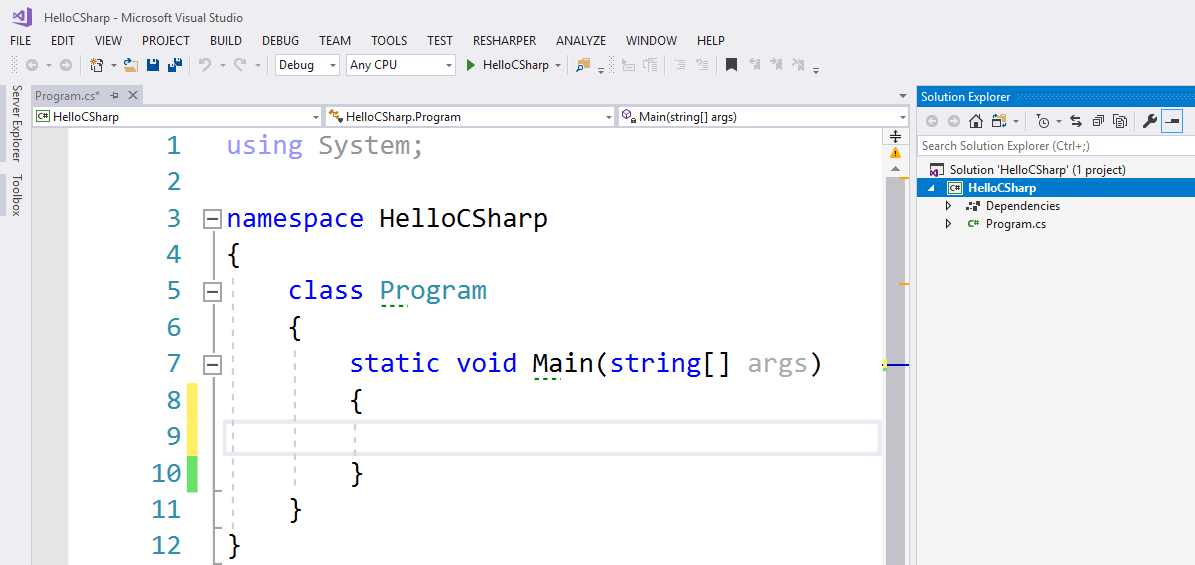 HelloCSharp - Microsoft Visual Studio
FILE EDIT VIEW PROJECT BUILD DEBUG TEAM TOOLS TEST RESHARPER ANALYZE WINDOW HELP
Debug Any CPU HelloCSharp
Server Explorer
Toolbox
Program.cs*
C# HelloCSharp HelloCSharp.Program Main(string[] args)
1 using System;
2
3 namespace HelloCSharp
4 {
5 class Program
6 {
7 static void Main(string[] args)
8 {
9
10 }
11 }
12 }
Solution Explorer
Search Solution Explorer (Ctrl+;)
Solution 'HelloCSharp' (1 project)
C# HelloCSharp
Dependencies
C# Program.cs